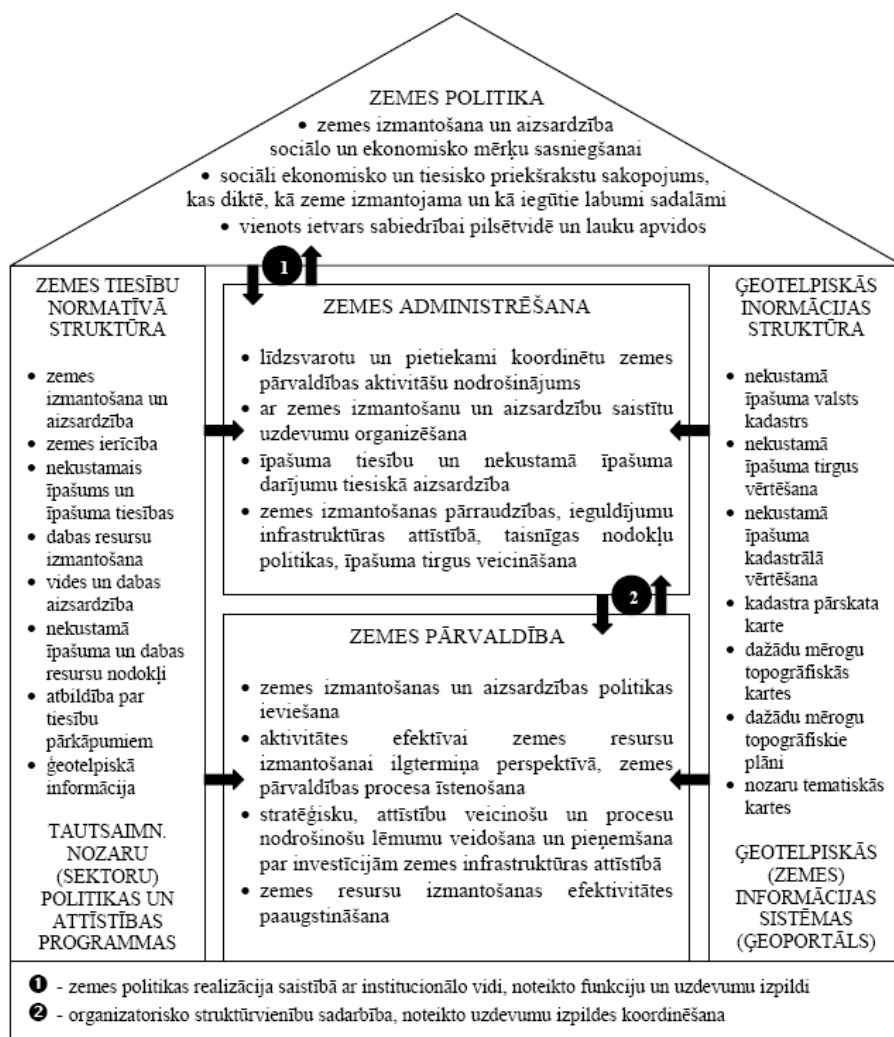 ZEMES POLITIKA
• zemes izmantošana un aizsardzība
sociālo un ekonomisko mērķu sasniegšanai
• sociāli ekonomisko un tiesisko priekšrakstu sakopojums,
kas diktē, kā zeme izmantojama un kā iegūtie labumi sadalāmi
• vienots ietvars sabiedrībai pilsētvidē un lauku apvidos
1
ZEMES TIESĪBU
NORMATĪVĀ
STRUKTŪRA
• zemes
izmantošana un
aizsardzība
• zemes ierīcība
• nekustamais
īpašums un
īpašuma tiesības
• dabas resursu
izmantošana
• vides un dabas
aizsardzība
• nekustamā
īpašuma un dabas
resursu nodokļi
• atbildība par
tiesību
pārkāpumiem
• ģeotelpiskā
informācija
TAUTSAIMN.
NOZARU
(SEKTORU)
POLITIKAS UN
ATTĪSTĪBAS
PROGRAMMAS
ZEMES ADMINISTRĒŠANA
• līdzsvarotu un pietiekami koordinētu zemes
pārvaldības aktivitāšu nodrošinājums
• ar zemes izmantošanu un aizsardzību saistītu
uzdevumu organizēšana
• īpašuma tiesību un nekustamā īpašuma
darījumu tiesiskā aizsardzība
• zemes izmantošanas pārraudzības, ieguldījumu
infrastruktūras attīstībā, taisnīgas nodokļu
politikas, īpašuma tirgus veicināšana
2
ZEMES PĀRVALDĪBA
• zemes izmantošanas un aizsardzības politikas
ieviešana
• aktivitātes efektīvai zemes resursu
izmantošanai ilgtermiņa perspektīvā, zemes
pārvaldības procesa īstenošana
• stratēģisku, attīstību veicinošu un procesu
nodrošinošu lēmumu veidošana un pieņemšana
par investīcijām zemes infrastruktūras attīstībā
• zemes resursu izmantošanas efektivitātes
paaugstināšana
ĢEOTELPISKĀS
INORMĀCIJAS
STRUKTŪRA
• nekustamā
īpašuma valsts
kadastrs
• nekustamā
īpašuma tirgus
vērtēšana
• nekustamā
īpašuma
kadastrālā
vērtēšana
• kadastra pārskata
karte
• dažādu mērogu
topogrāfiskās
kartes
• dažādu mērogu
topogrāfiskie
plāni
• nozaru tematiskās
kartes
ĢEOTELPISKĀS
(ZEMES)
INFORMĀCIJAS
SISTĒMAS
(ĢEOPORTĀLS)
❶ - zemes politikas realizācija saistībā ar institucionālo vidi, noteikto funkciju un uzdevumu izpildi
❷ - organizatorisko struktūrvienību sadarbība, noteikto uzdevumu izpildes koordinēšana